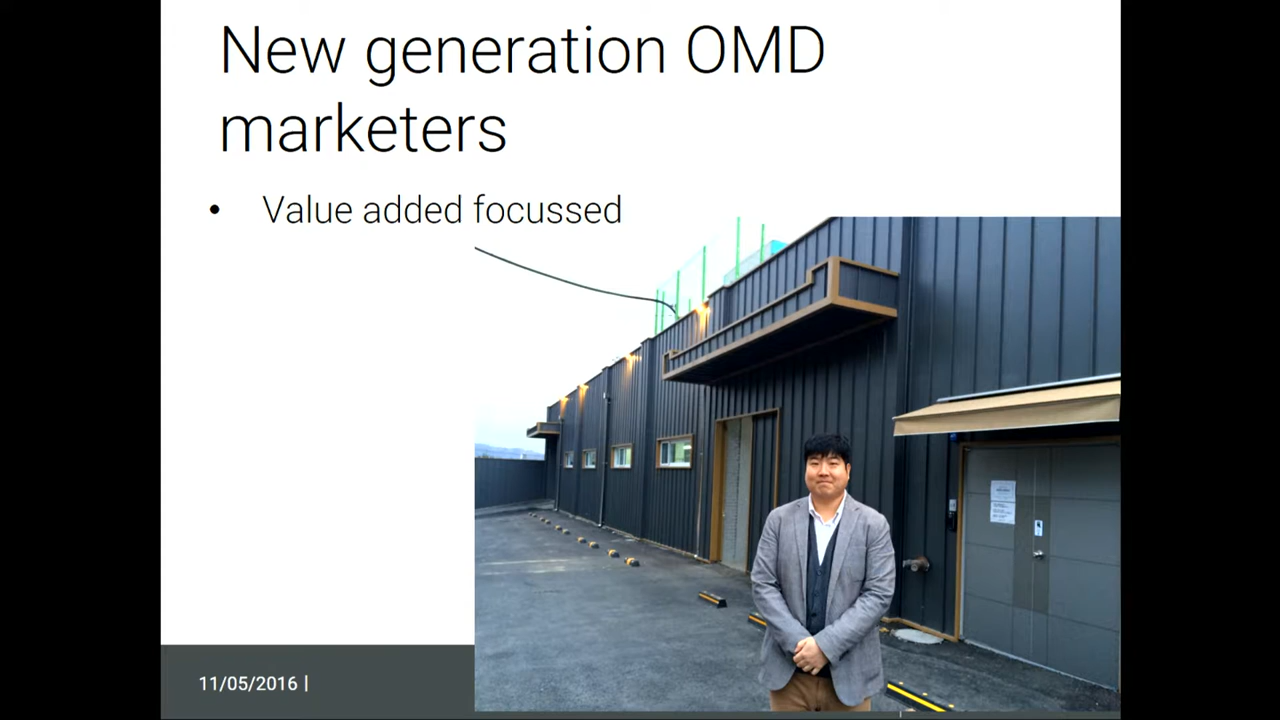 New generation OMD
marketers
• Value added focussed
11/05/2016 |